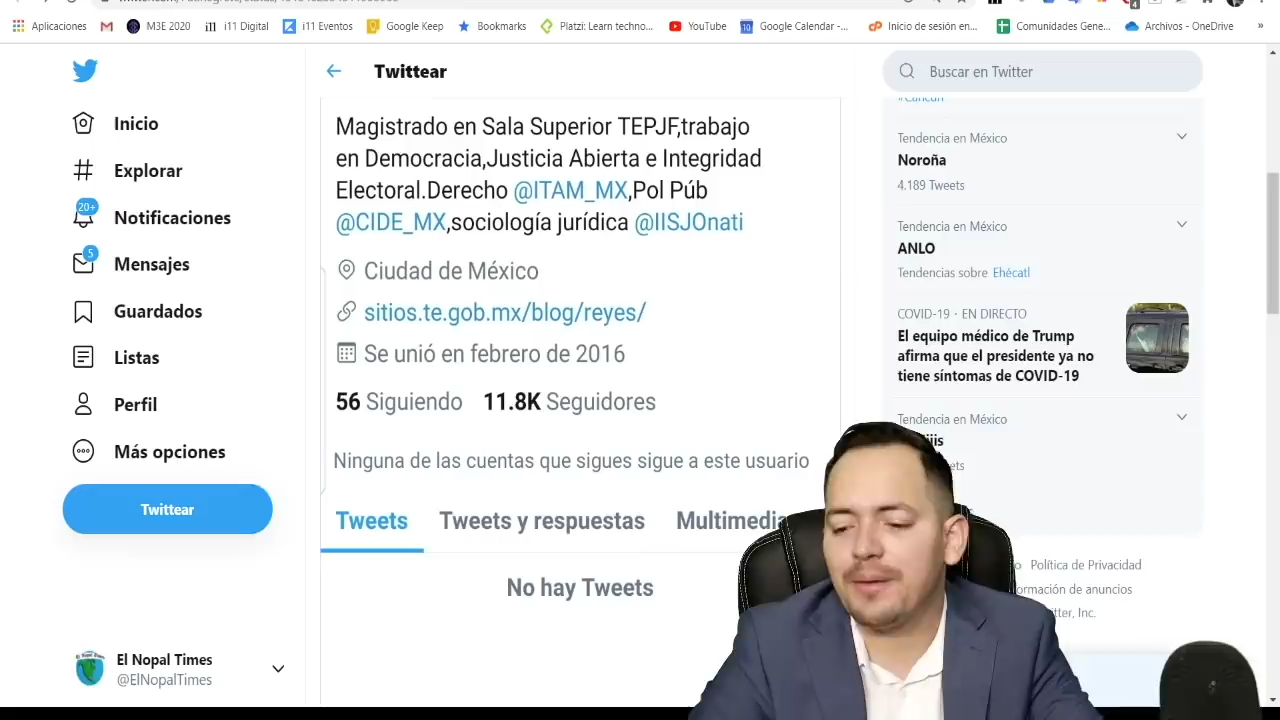 Aplicaciones
M3E 2020
i11 Digital
i11 Eventos
Google Keep
Bookmarks
Platzi: Learn techno...
YouTube
Google Calendar -...
Inicio de sesión en...
Comunidades Gene...
Archivos - OneDrive
»
Inicio
Explorar
20+
Notificaciones
5
Mensajes
Guardados
Listas
Perfil
Más opciones
Twittear
El Nopal Times
@ElNopalTimes
Twittear
Magistrado en Sala Superior TEPJF,trabajo
en Democracia,Justicia Abierta e Integridad
Electoral.Derecho @ITAM_MX,Pol Púb
@CIDE_MX,sociología jurídica @IISJOnati
Ciudad de México
sitios.te.gob.mx/blog/reyes/
Se unió en febrero de 2016
56 Siguiendo 11.8K Seguidores
Ninguna de las cuentas que sigues sigue a este usuario
Tweets Tweets y respuestas Multimedia
No hay Tweets
Buscar en Twitter
#Cancún
Tendencia en México
Noroña
4.189 Tweets
Tendencia en México
ANLO
Tendencias sobre Ehécatl
COVID-19 · EN DIRECTO
El equipo médico de Trump
afirma que el presidente ya no
tiene síntomas de COVID-19
Tendencia en México
Política de Privacidad